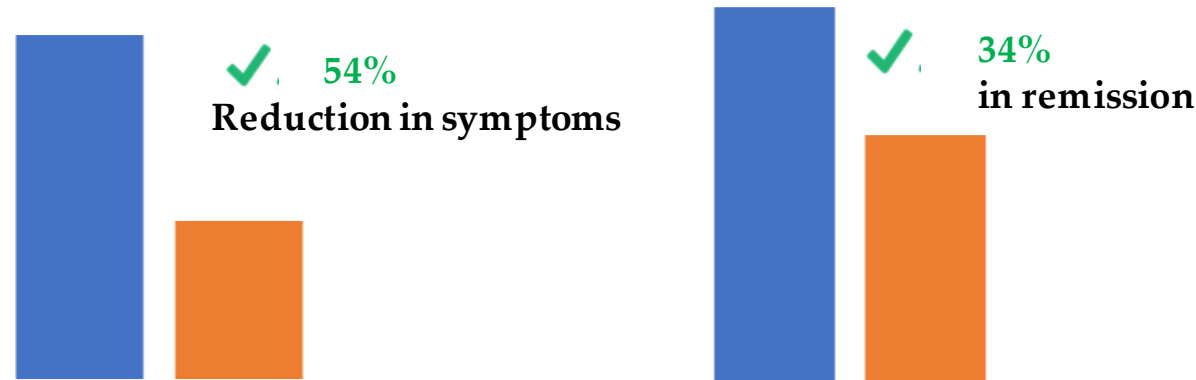 54%
Reduction in symptoms
34%
in remission